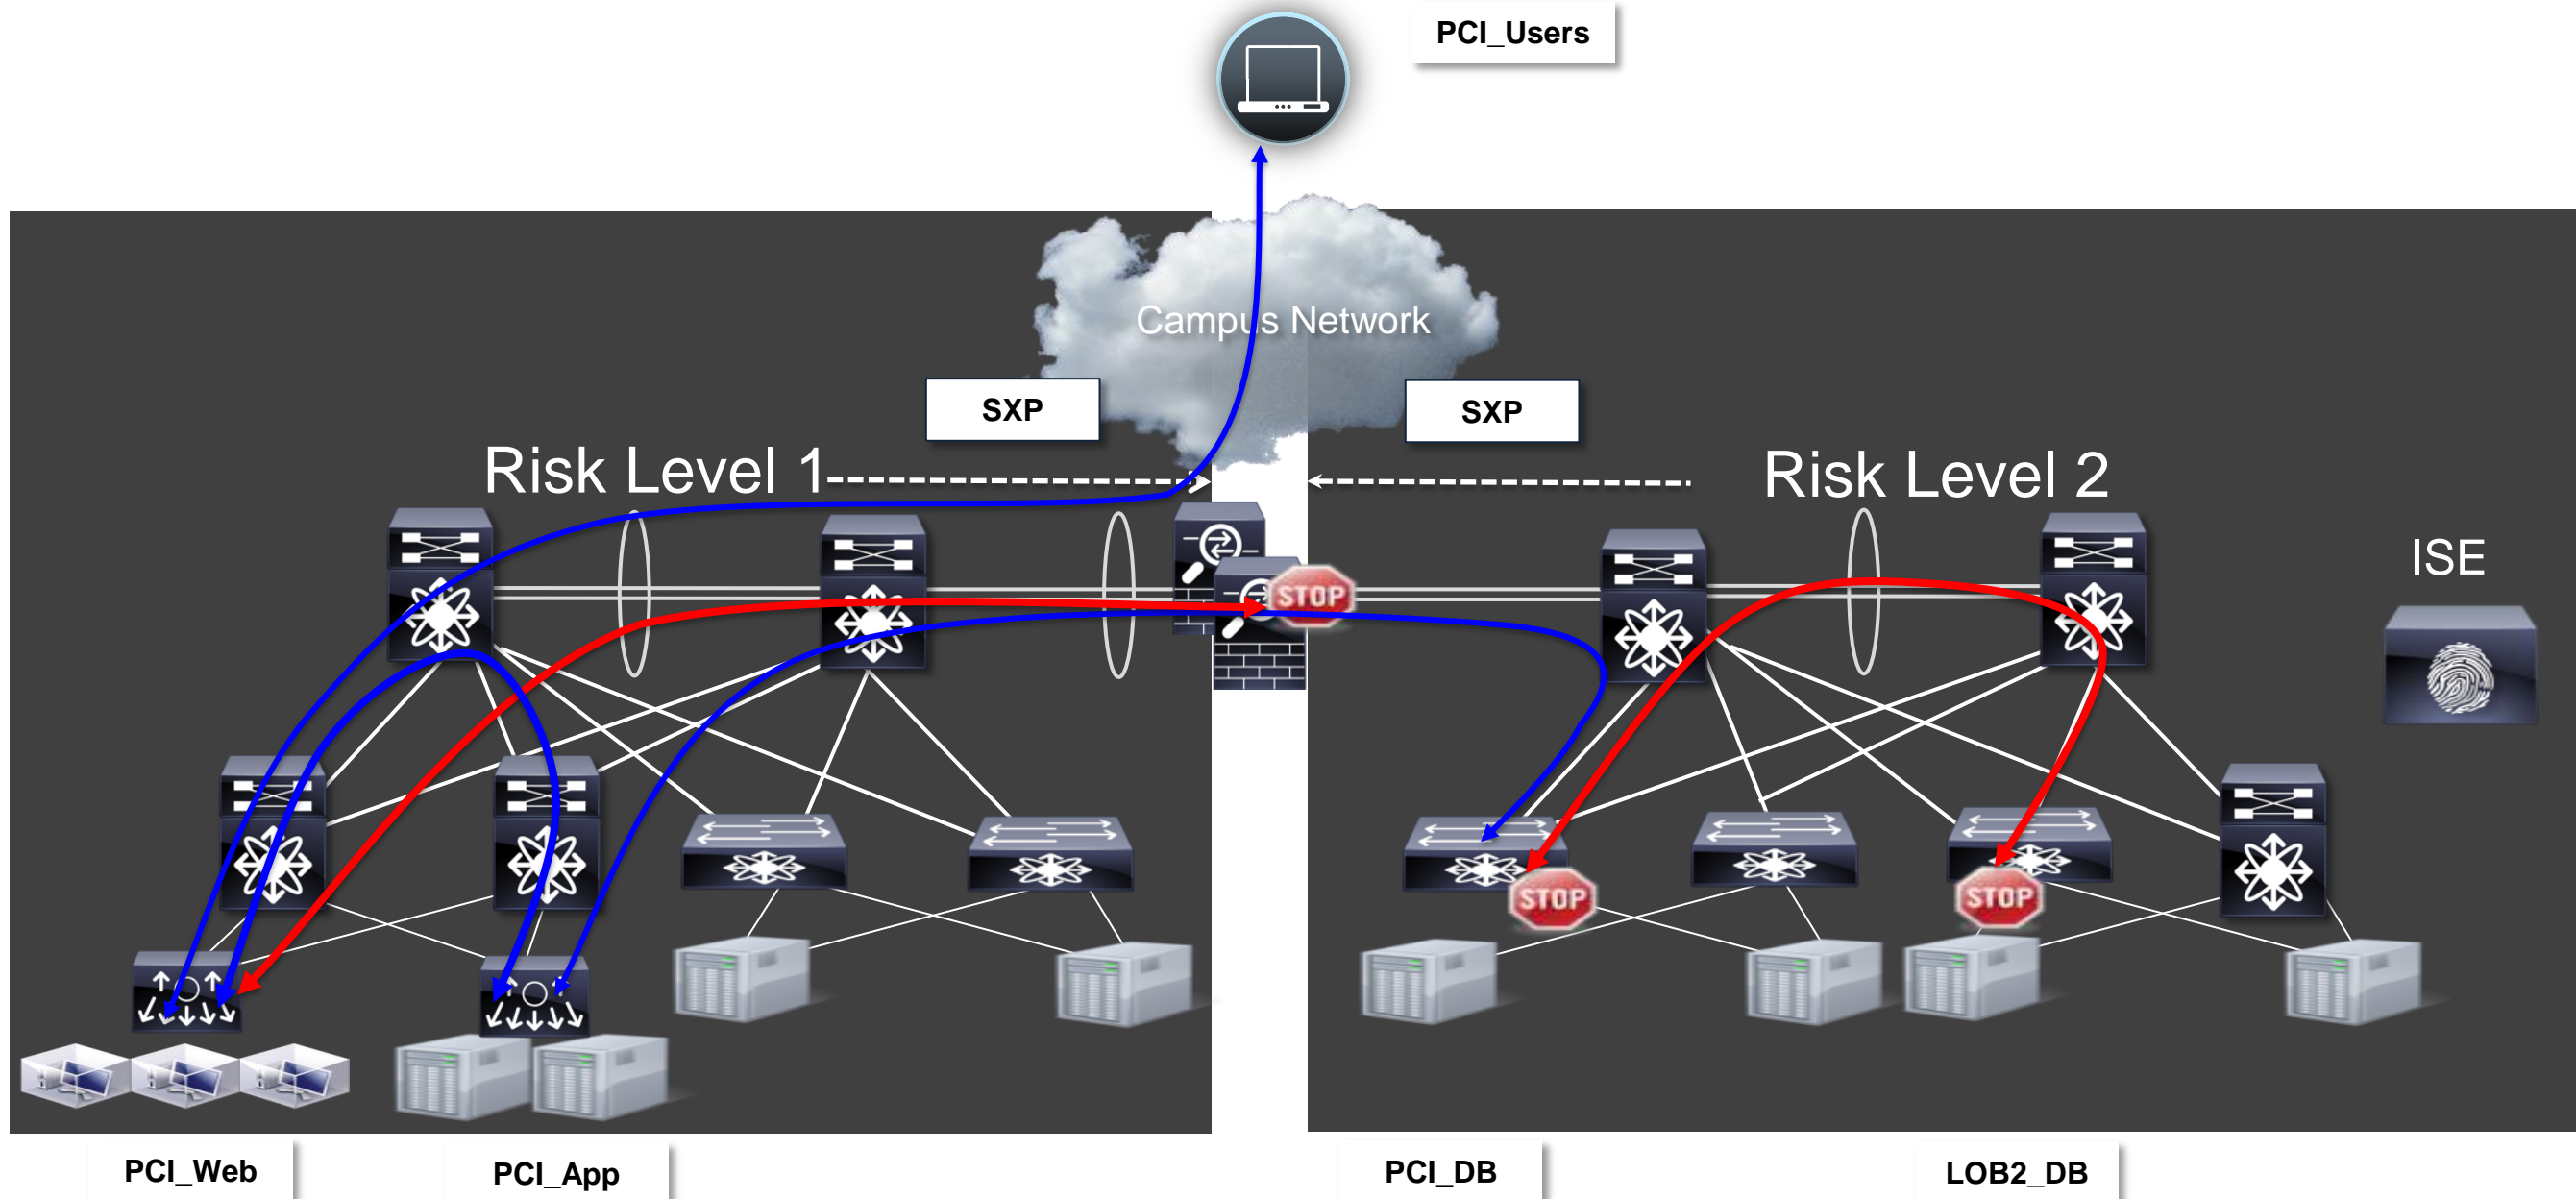 PCI_Users
Campus Network
SXP
SXP
Risk Level 1
Risk Level 2
ISE
STOP
STOP
STOP
PCI_Web
PCI_App
PCI_DB
LOB2_DB